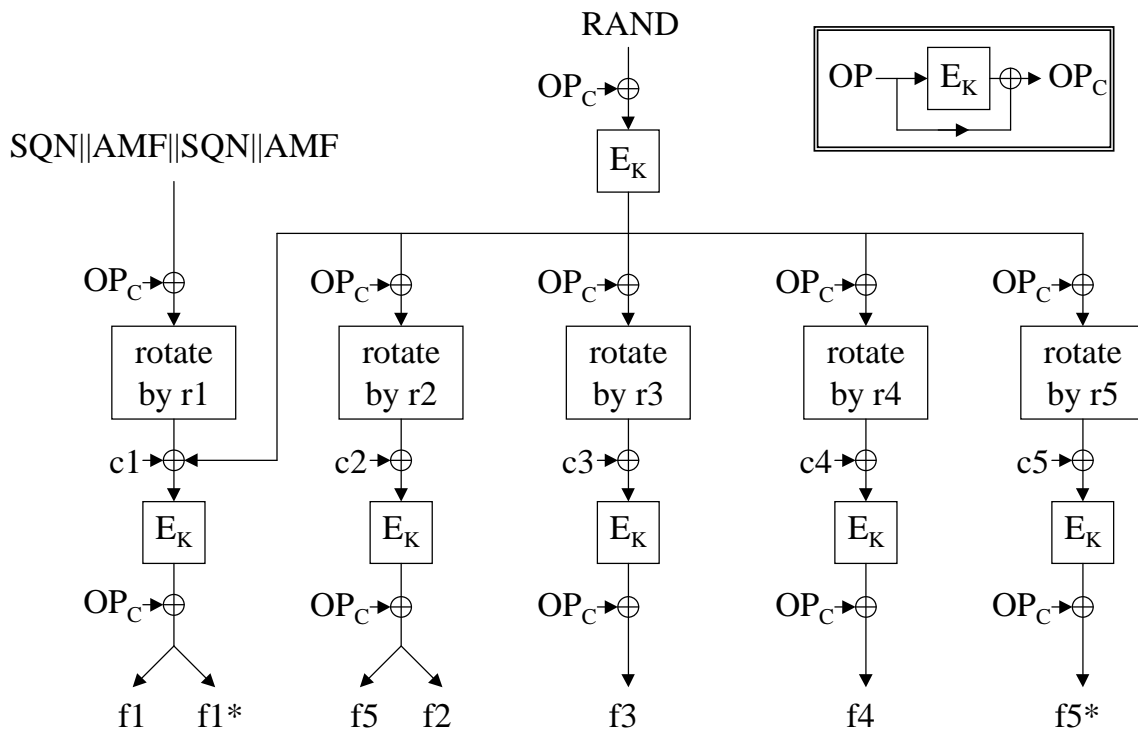 RAND
OP_C
E_K
OP E_K OP_C
SQN||AMF||SQN||AMF
OP_C OP_C OP_C OP_C OP_C
rotate rotate rotate rotate rotate
by r1 by r2 by r3 by r4 by r5
c1 c2 c3 c4 c5
E_K E_K E_K E_K E_K
OP_C OP_C OP_C OP_C OP_C
f1 f1* f5 f2 f3 f4 f5*